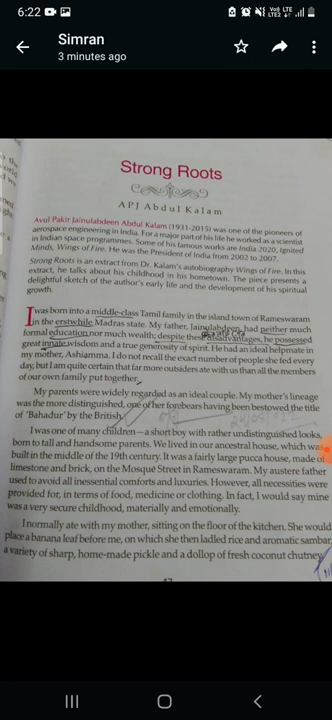 6:22
Vo)) LTE
LTE2
Simran
3 minutes ago
Strong Roots
APJ Abdul Kalam
Avul Pakir Jainulabdeen Abdul Kalam (1931-2015) was one of the pioneers of
aerospace engineering in India. For a major part of his life he worked as a scientist
in Indian space programmes. Some of his famous works are India 2020, Ignited
Minds, Wings of Fire. He was the President of India from 2002 to 2007.
Strong Roots is an extract from Dr. Kalam's autobiography Wings of Fire. In this
extract, he talks about his childhood in his hometown. The piece presents a
delightful sketch of the author's early life and the development of his spiritual
growth.
I was born into a middle-class Tamil family in the island town of Rameswaram
in the erstwhile Madras state. My father, Jainulabdeen, had neither much
formal education nor much wealth; despite these disadvantages, he possessed
great innate wisdom and a true generosity of spirit. He had an ideal helpmate in
my mother, Ashiamma. I do not recall the exact number of people she fed every
day, but I am quite certain that far more outsiders ate with us than all the members
of our own family put together.
My parents were widely regarded as an ideal couple. My mother's lineage
was the more distinguished, one of her forebears having been bestowed the title
of 'Bahadur' by the British.
I was one of many children—a short boy with rather undistinguished looks,
born to tall and handsome parents. We lived in our ancestral house, which was
built in the middle of the 19th century. It was a fairly large pucca house, made of
limestone and brick, on the Mosque Street in Rameswaram. My austere father
used to avoid all inessential comforts and luxuries. However, all necessities were
provided for, in terms of food, medicine or clothing. In fact, I would say mine
was a very secure childhood, materially and emotionally.
I normally ate with my mother, sitting on the floor of the kitchen. She would
place a banana leaf before me, on which she then ladled rice and aromatic sambar,
a variety of sharp, home-made pickle and a dollop of fresh coconut chutney.